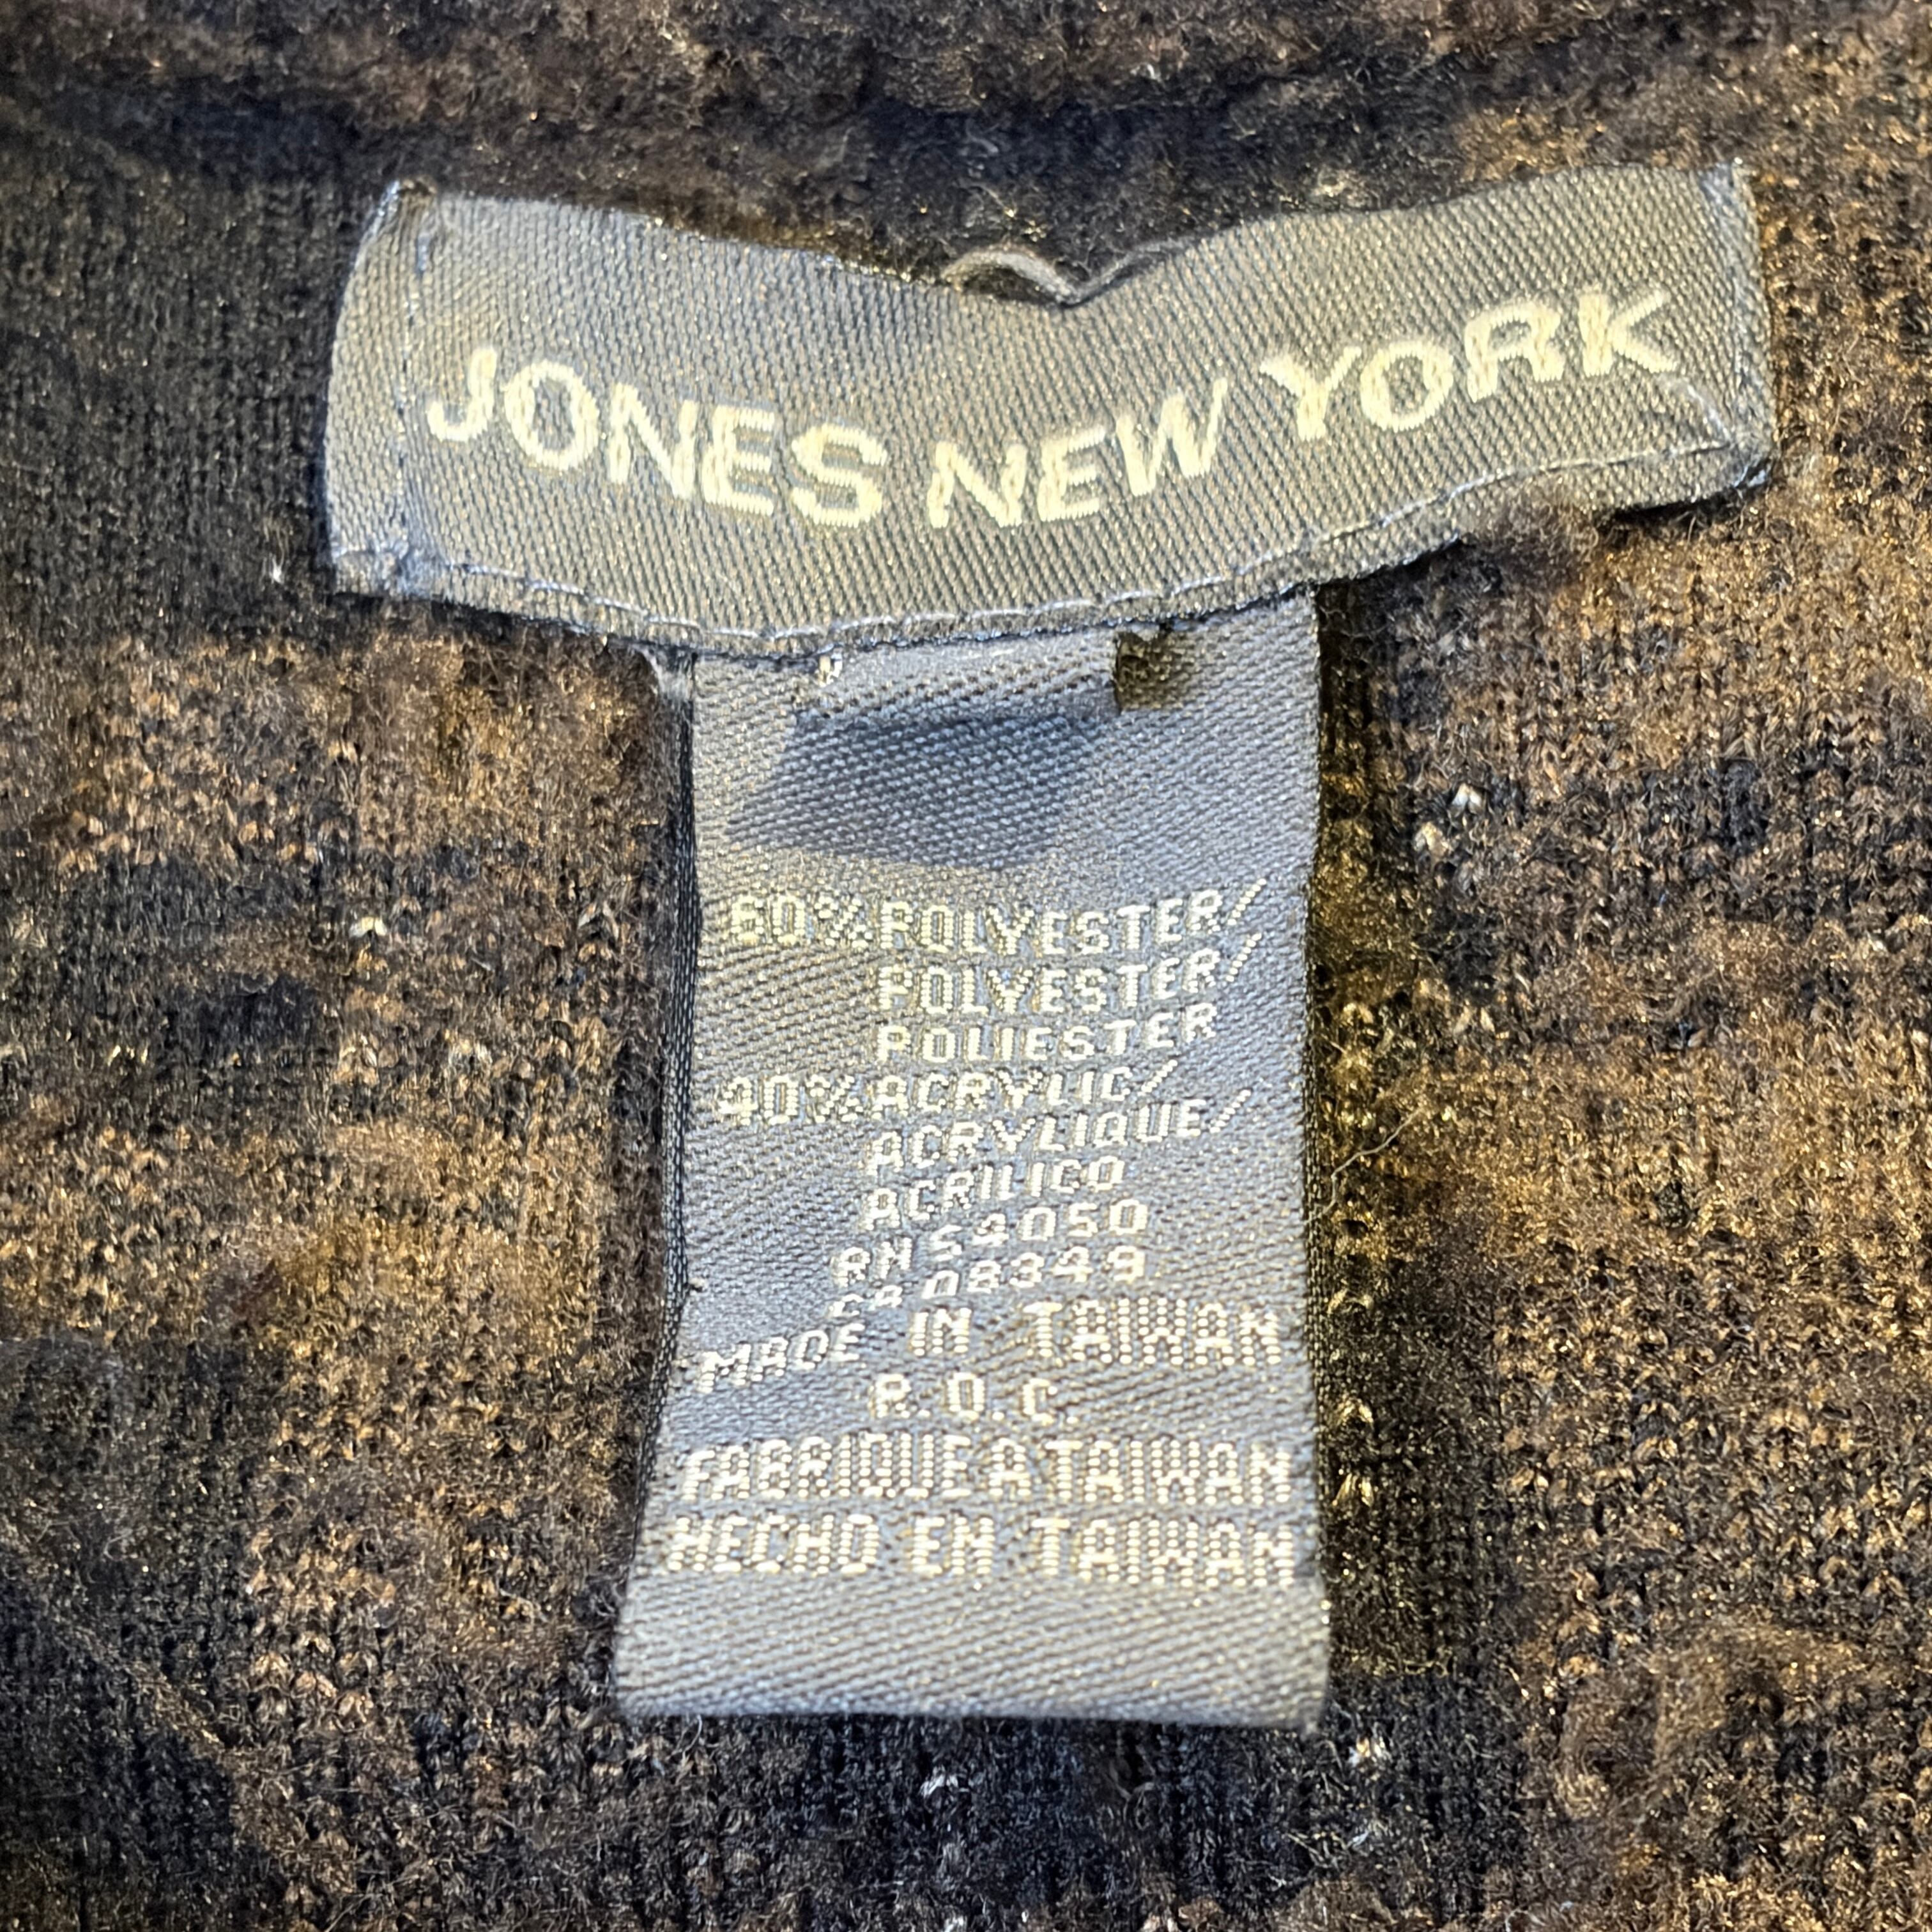 JONES NEW YORK
60% POLYESTER/
POLYESTER/
POLIESTER
40% ACRYLIC/
ACRYLIQUE/
ACRILICO
RN 54050
CA 08349
MADE IN TAIWAN
R.O.C.
FABRIQUE A TAIWAN
HECHO EN TAIWAN